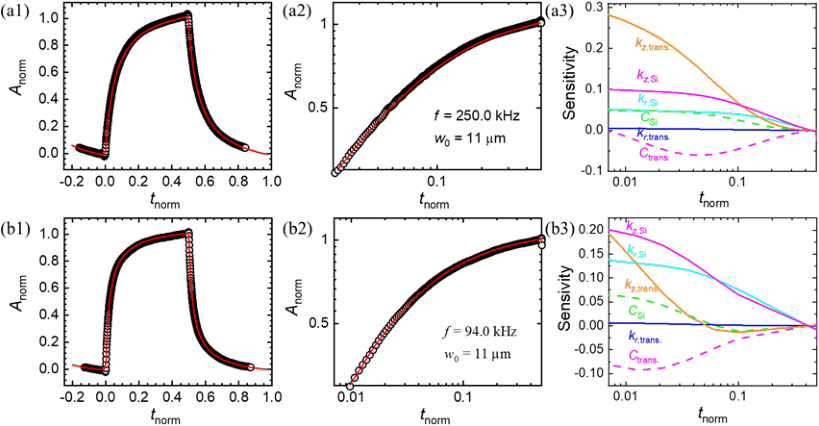 (a1)
A_norm
1.0
0.8
0.6
0.4
0.2
0.0
-0.2 0.0 0.2 0.4 0.6 0.8 1.0
t_norm
(a2)
A_norm
1
0.5
f = 250.0 kHz
w_0 = 11 μm
0.1
t_norm
(a3)
Sensitivity
0.3
0.2
0.1
0.0
-0.1
k_z,trans.
k_z,Si
k_r,Si
C_Si
k_r,trans.
C_trans.
0.01 0.1
t_norm
(b1)
A_norm
1.0
0.8
0.6
0.4
0.2
0.0
-0.2 0.0 0.2 0.4 0.6 0.8 1.0
t_norm
(b2)
A_norm
1
0.5
f = 94.0 kHz
w_0 = 11 μm
0.01 0.1
t_norm
(b3)
Sensivity
0.20
0.15
0.10
0.05
0.00
-0.05
-0.10
k_z,Si
k_r,Si
k_z,trans.
C_Si
k_r,trans.
C_trans.
0.01 0.1
t_norm